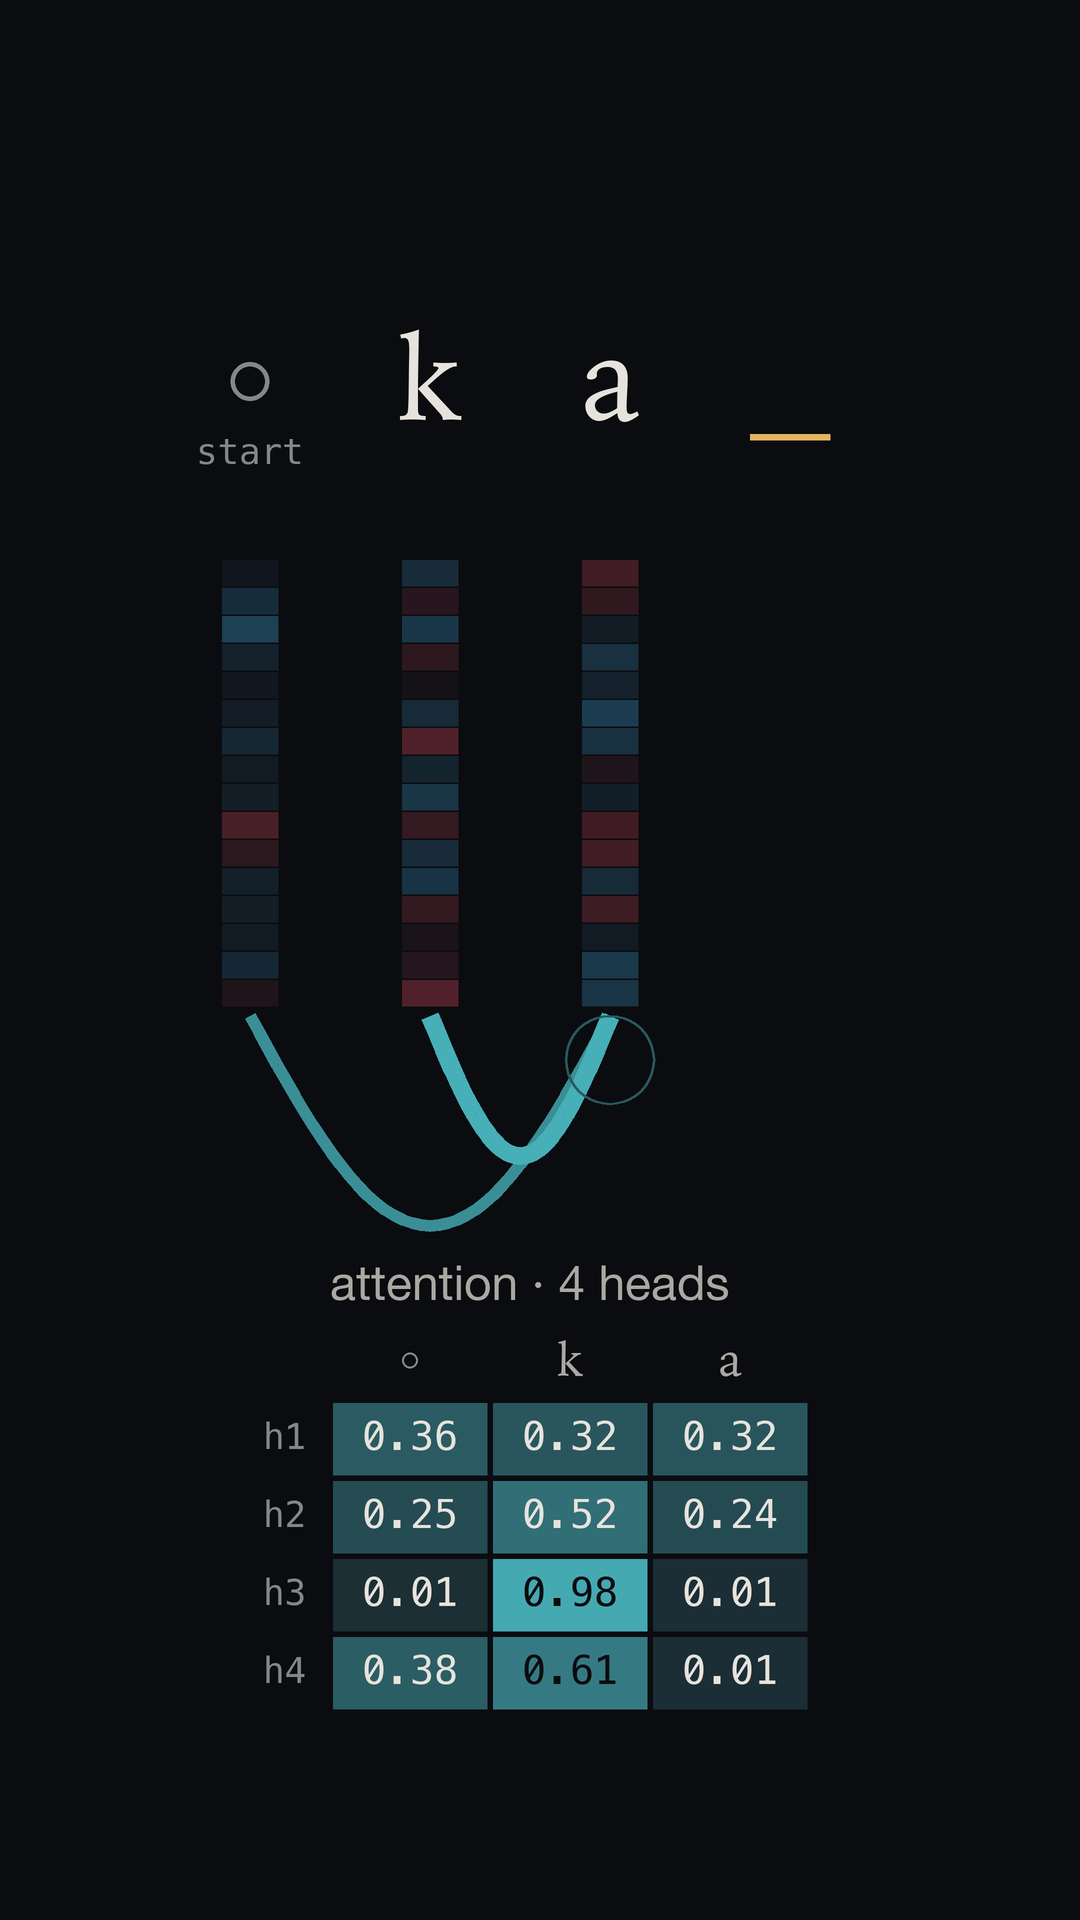 k a _
start
attention · 4 heads
k a
h1 0.36 0.32 0.32
h2 0.25 0.52 0.24
h3 0.01 0.98 0.01
h4 0.38 0.61 0.01